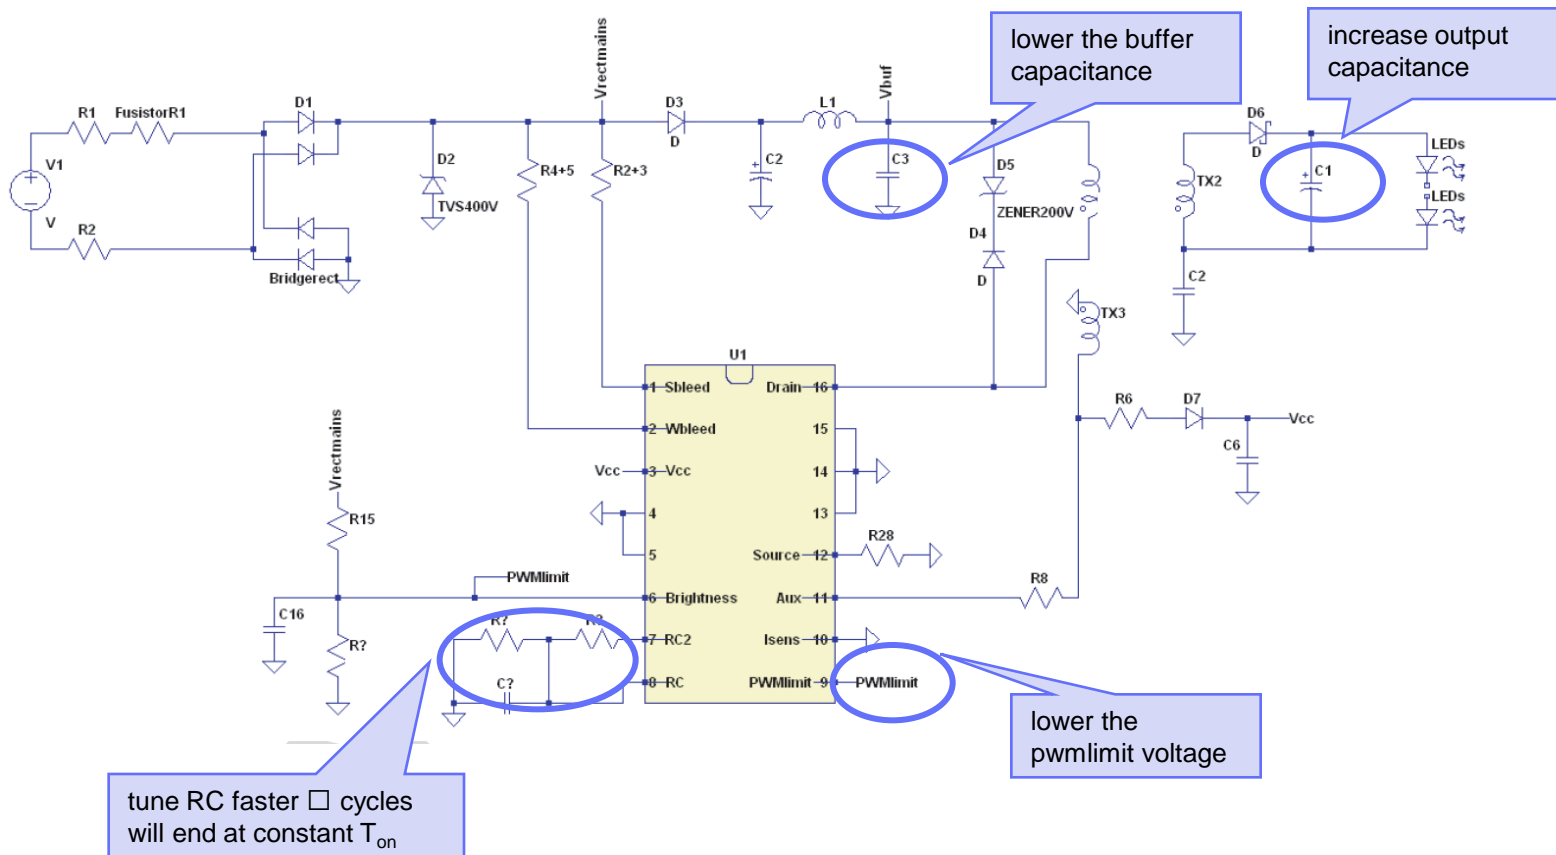 lower the buffer
capacitance
increase output
capacitance
Vrectmains
Vbuf
R1
FusistorR1
D1
D3
D
L1
D6
D
LEDs
V1
V
D2
TVS400V
R4+5
R2+3
C2
C3
D5
ZENER200V
D4
D
TX2
C1
LEDs
R2
Bridgerect
C2
TX3
U1
1 Sbleed
Drain 16
R6
D7
Vcc
2 Wbleed
15
C6
Vcc
3 Vcc
14
Vrectmains
4
13
R15
5
Source 12
R28
PWMlimit
R8
6 Brightness
Aux 11
C16
R?
R?
R?
7 RC2
Isens 10
C?
8 RC
PWMlimit 9
PWMlimit
lower the
pwmlimit voltage
tune RC faster □ cycles
will end at constant Ton